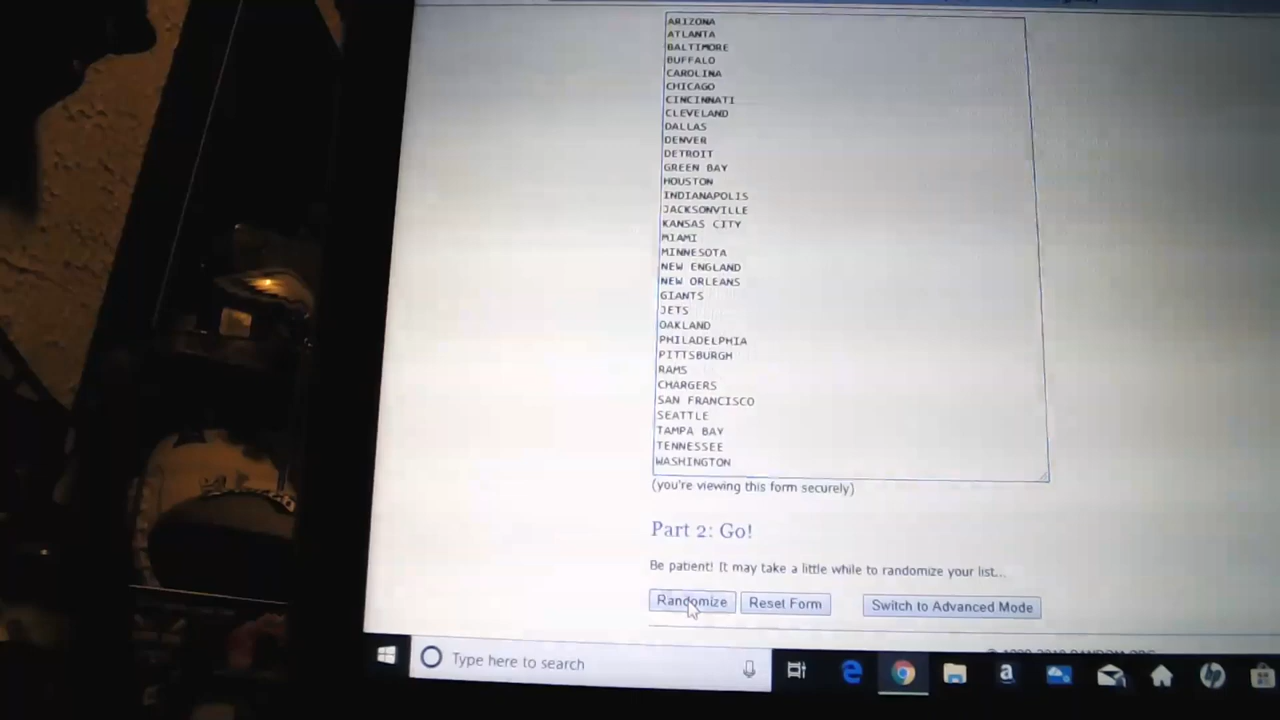 ARIZONA
ATLANTA
BALTIMORE
BUFFALO
CAROLINA
CHICAGO
CINCINNATI
CLEVELAND
DALLAS
DENVER
DETROIT
GREEN BAY
HOUSTON
INDIANAPOLIS
JACKSONVILLE
KANSAS CITY
MIAMI
MINNESOTA
NEW ENGLAND
NEW ORLEANS
GIANTS
JETS
OAKLAND
PHILADELPHIA
PITTSBURGH
RAMS
CHARGERS
SAN FRANCISCO
SEATTLE
TAMPA BAY
TENNESSEE
WASHINGTON
(you're viewing this form securely)
Part 2: Go!
Be patient! It may take a little while to randomize your list...
Randomize Reset Form Switch to Advanced Mode
Type here to search